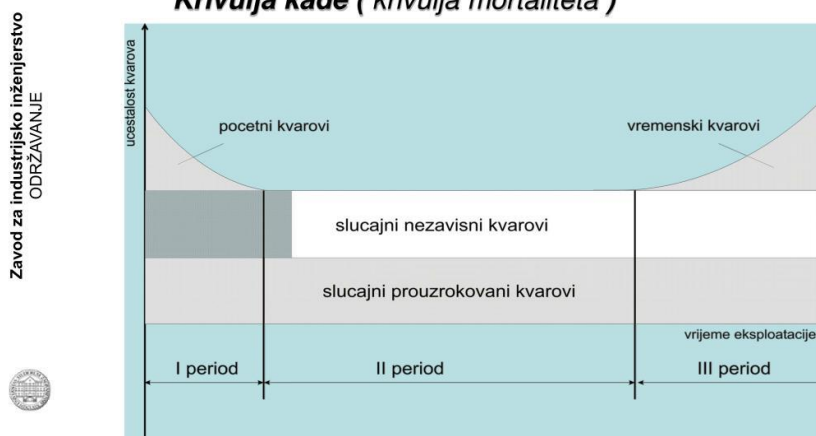 Krivulja kade ( krivulja mortaliteta )
Zavod za industrijsko inženjerstvo
ODRŽAVANJE
ucestalost kvarova
pocetni kvarovi
vremenski kvarovi
slucajni nezavisni kvarovi
slucajni prouzrokovani kvarovi
vrijeme eksploatacije
I period
II period
III period